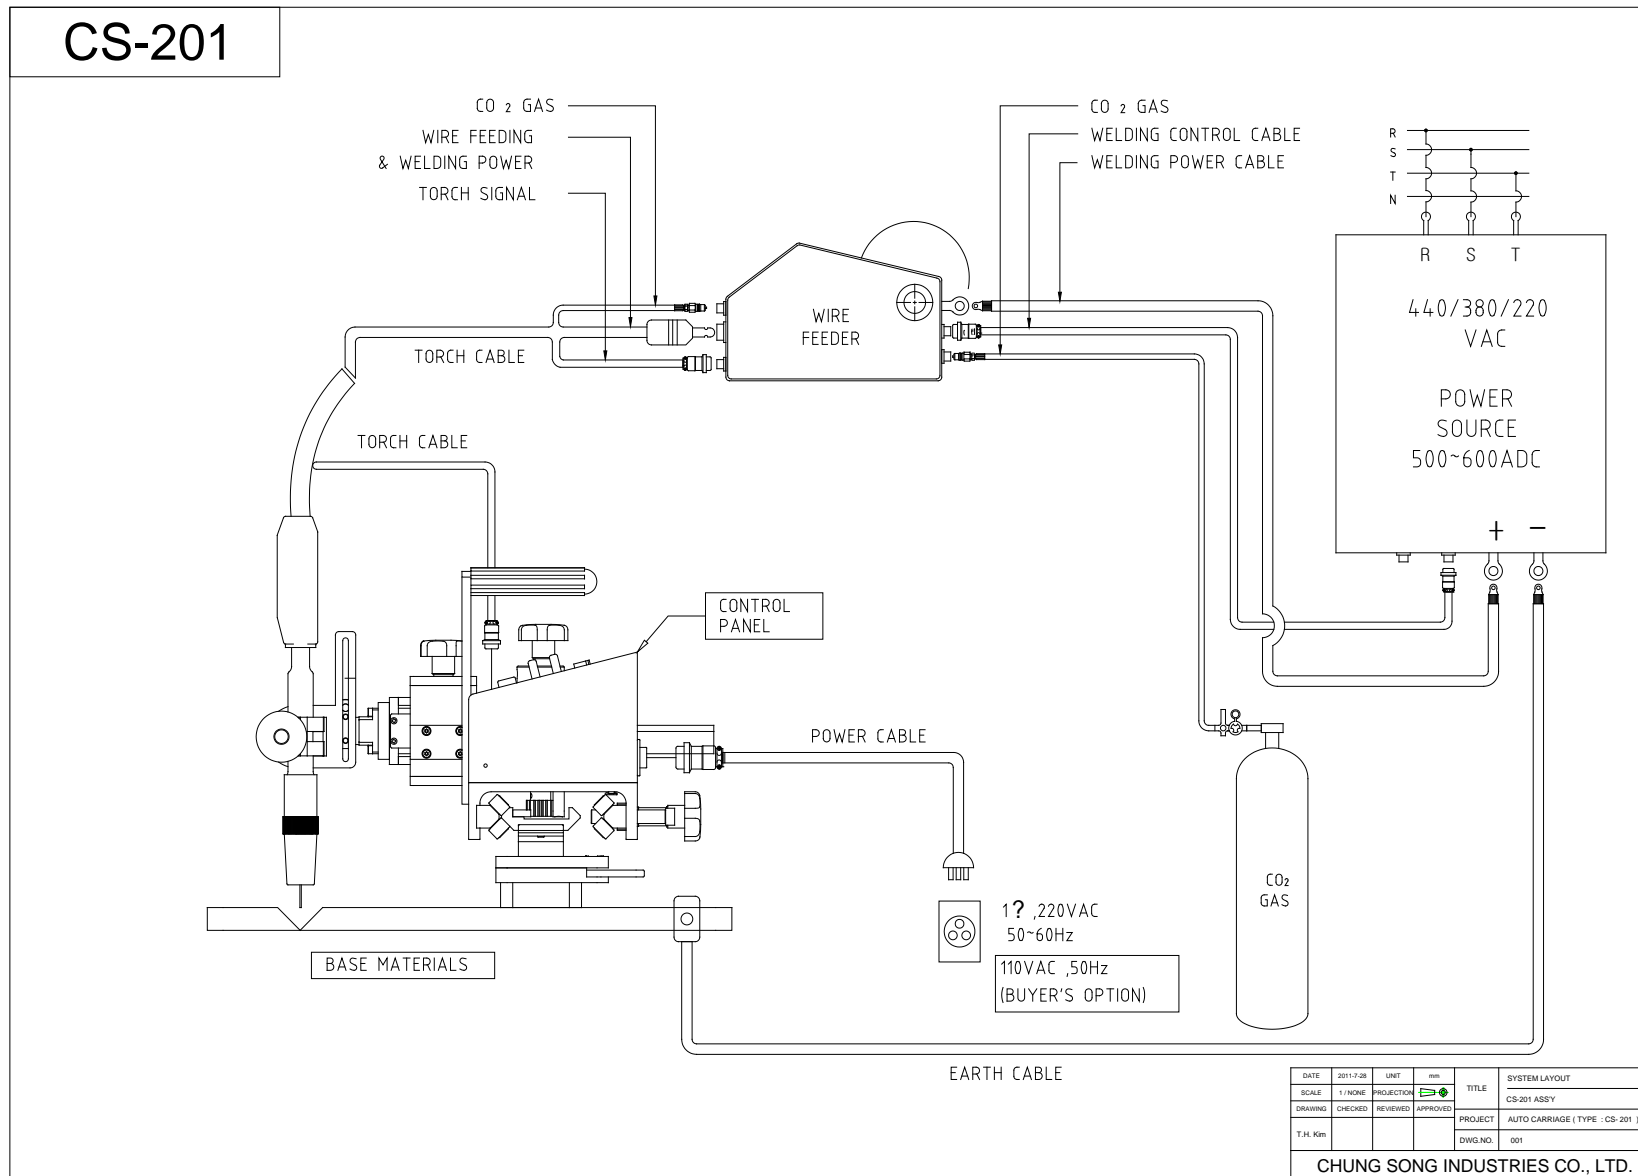 CS-201
CO 2 GAS
WIRE FEEDING
& WELDING POWER
TORCH SIGNAL
CO 2 GAS
WELDING CONTROL CABLE
WELDING POWER CABLE
R
S
T
N
R S T
440/380/220
VAC
POWER
SOURCE
500~600ADC
+ −
WIRE
FEEDER
TORCH CABLE
TORCH CABLE
CONTROL
PANEL
POWER CABLE
CO2
GAS
1? ,220VAC
50~60Hz
110VAC ,50Hz
(BUYER'S OPTION)
BASE MATERIALS
EARTH CABLE
DATE 2011-7-28 UNIT mm TITLE SYSTEM LAYOUT
SCALE 1 / NONE PROJECTION CS-201 ASS'Y
DRAWING CHECKED REVIEWED APPROVED PROJECT AUTO CARRIAGE ( TYPE : CS- 201 )
T.H. Kim DWG.NO. 001
CHUNG SONG INDUSTRIES CO., LTD.